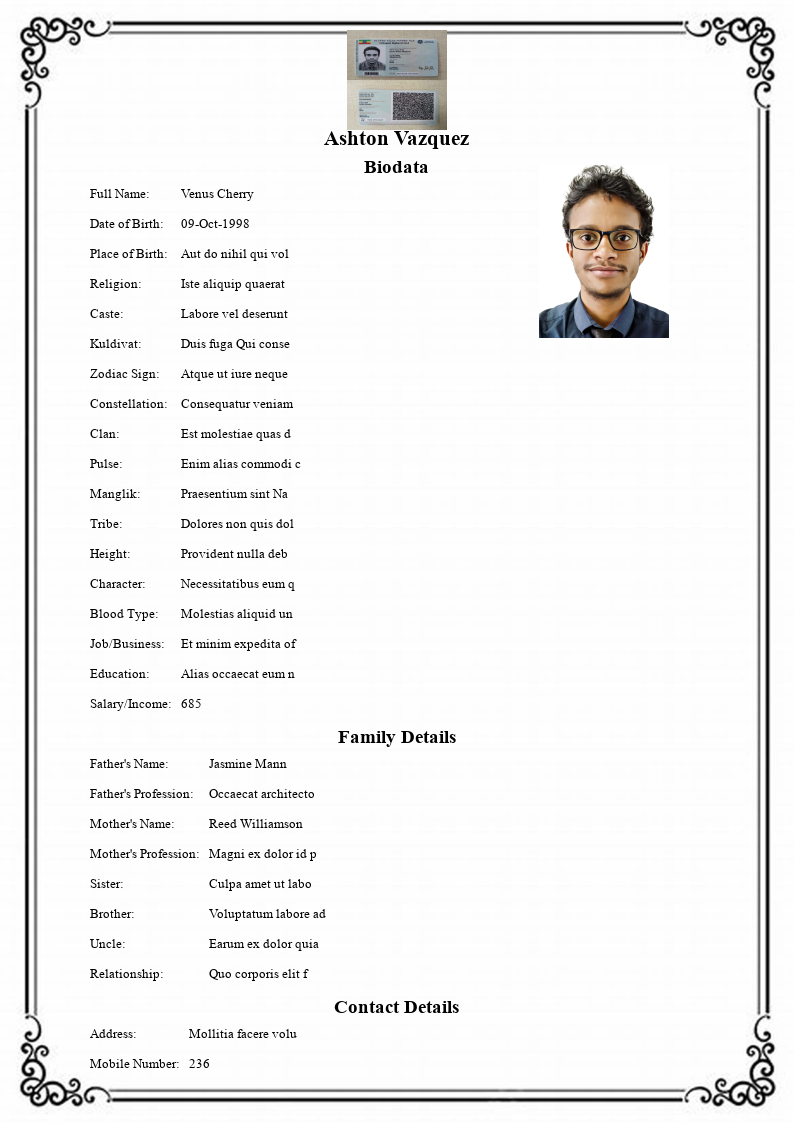 Ashton Vazquez
Biodata
Full Name: Venus Cherry
Date of Birth: 09-Oct-1998
Place of Birth: Aut do nihil qui vol
Religion: Iste aliquip quaerat
Caste: Labore vel deserunt
Kuldivat: Duis fuga Qui conse
Zodiac Sign: Atque ut iure neque
Constellation: Consequatur veniam
Clan: Est molestiae quas d
Pulse: Enim alias commodi c
Manglik: Praesentium sint Na
Tribe: Dolores non quis dol
Height: Provident nulla deb
Character: Necessitatibus eum q
Blood Type: Molestias aliquid un
Job/Business: Et minim expedita of
Education: Alias occaecat eum n
Salary/Income: 685
Family Details
Father's Name: Jasmine Mann
Father's Profession: Occaecat architecto
Mother's Name: Reed Williamson
Mother's Profession: Magni ex dolor id p
Sister: Culpa amet ut labo
Brother: Voluptatum labore ad
Uncle: Earum ex dolor quia
Relationship: Quo corporis elit f
Contact Details
Address: Mollitia facere volu
Mobile Number: 236